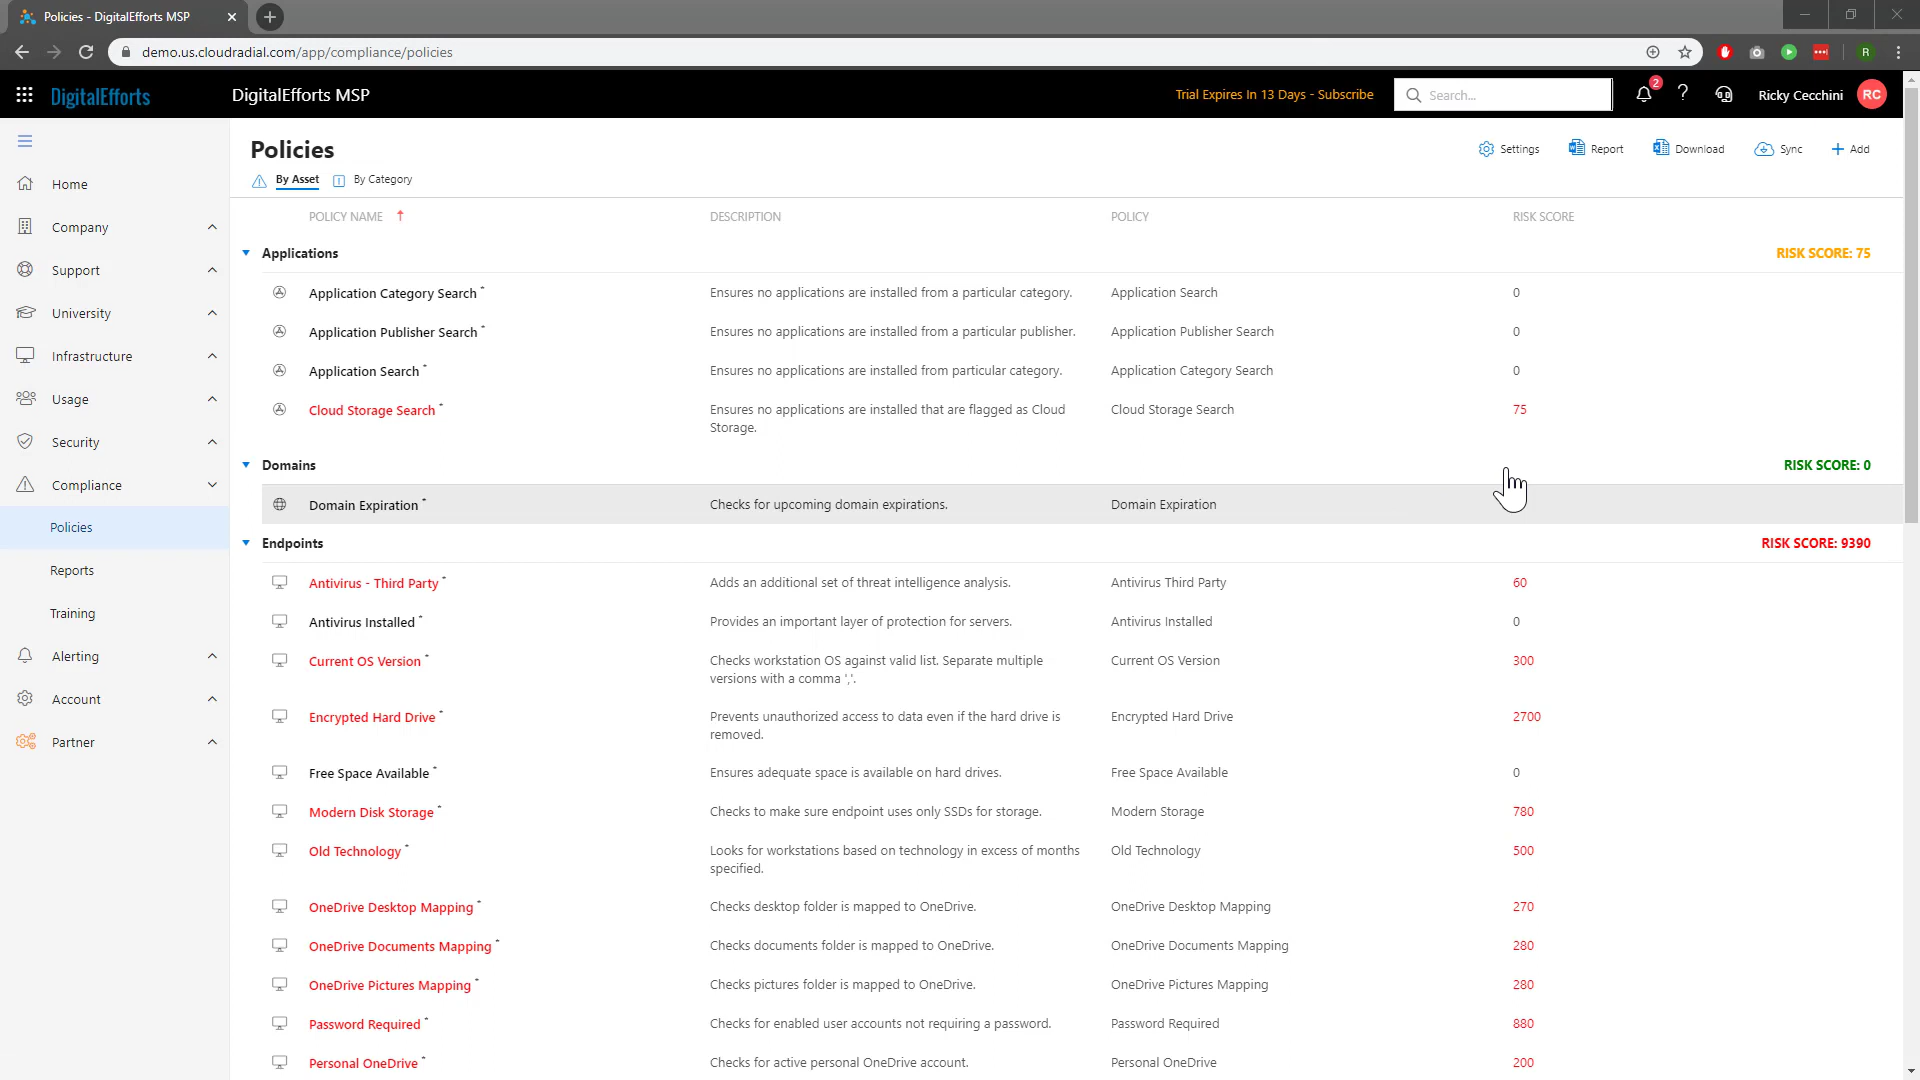 Policies - DigitalEfforts MSP
demo.us.cloudradial.com/app/compliance/policies
R
DigitalEfforts
DigitalEfforts MSP
Trial Expires In 13 Days - Subscribe
Search...
2
?
Ricky Cecchini
RC
Home
Company
Support
University
Infrastructure
Usage
Security
Compliance
Policies
Reports
Training
Alerting
Account
Partner
Policies
Settings
Report
Download
Sync
Add
By Asset
By Category
POLICY NAME
DESCRIPTION
POLICY
RISK SCORE
Applications
RISK SCORE: 75
Application Category Search *
Ensures no applications are installed from a particular category.
Application Search
0
Application Publisher Search *
Ensures no applications are installed from a particular publisher.
Application Publisher Search
0
Application Search *
Ensures no applications are installed from particular category.
Application Category Search
0
Cloud Storage Search *
Ensures no applications are installed that are flagged as Cloud
Storage.
Cloud Storage Search
75
Domains
RISK SCORE: 0
Domain Expiration *
Checks for upcoming domain expirations.
Domain Expiration
Endpoints
RISK SCORE: 9390
Antivirus - Third Party *
Adds an additional set of threat intelligence analysis.
Antivirus Third Party
60
Antivirus Installed *
Provides an important layer of protection for servers.
Antivirus Installed
0
Current OS Version *
Checks workstation OS against valid list. Separate multiple
versions with a comma ','.
Current OS Version
300
Encrypted Hard Drive *
Prevents unauthorized access to data even if the hard drive is
removed.
Encrypted Hard Drive
2700
Free Space Available *
Ensures adequate space is available on hard drives.
Free Space Available
0
Modern Disk Storage *
Checks to make sure endpoint uses only SSDs for storage.
Modern Storage
780
Old Technology *
Looks for workstations based on technology in excess of months
specified.
Old Technology
500
OneDrive Desktop Mapping *
Checks desktop folder is mapped to OneDrive.
OneDrive Desktop Mapping
270
OneDrive Documents Mapping *
Checks documents folder is mapped to OneDrive.
OneDrive Documents Mapping
280
OneDrive Pictures Mapping *
Checks pictures folder is mapped to OneDrive.
OneDrive Pictures Mapping
280
Password Required *
Checks for enabled user accounts not requiring a password.
Password Required
880
Personal OneDrive *
Checks for active personal OneDrive account.
Personal OneDrive
200